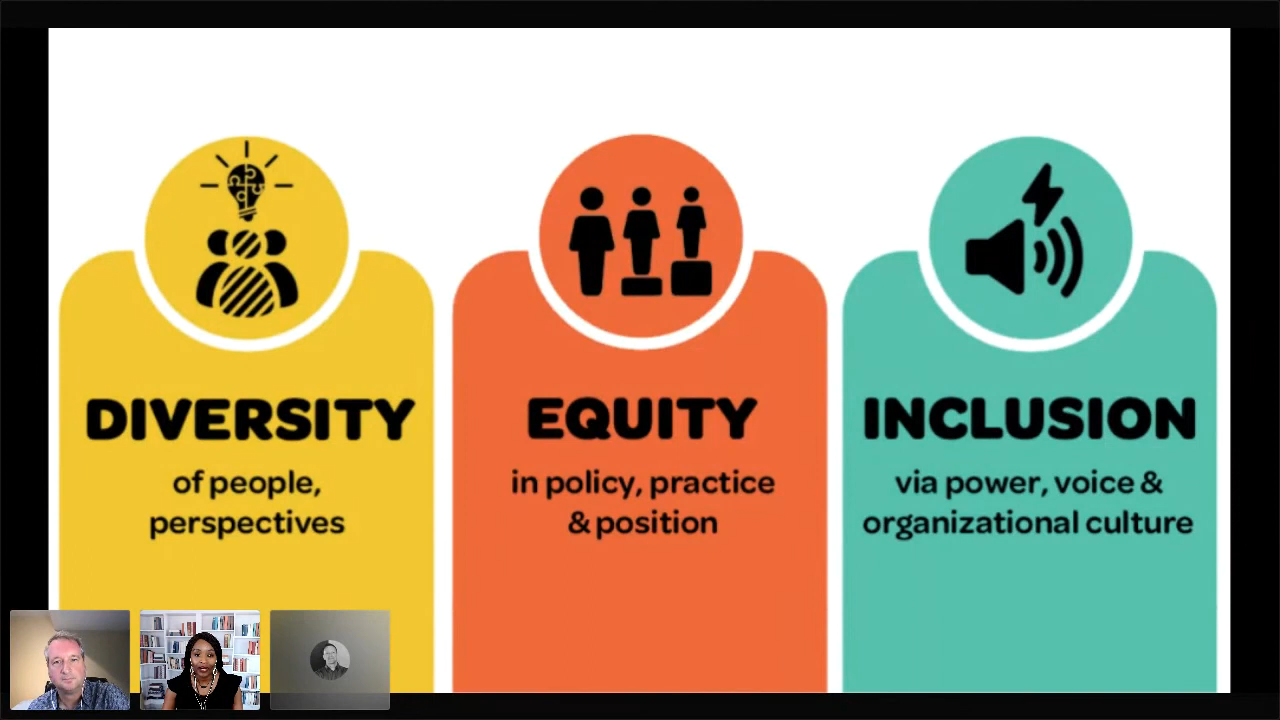 DIVERSITY
of people,
perspectives
EQUITY
in policy, practice
& position
INCLUSION
via power, voice &
organizational culture